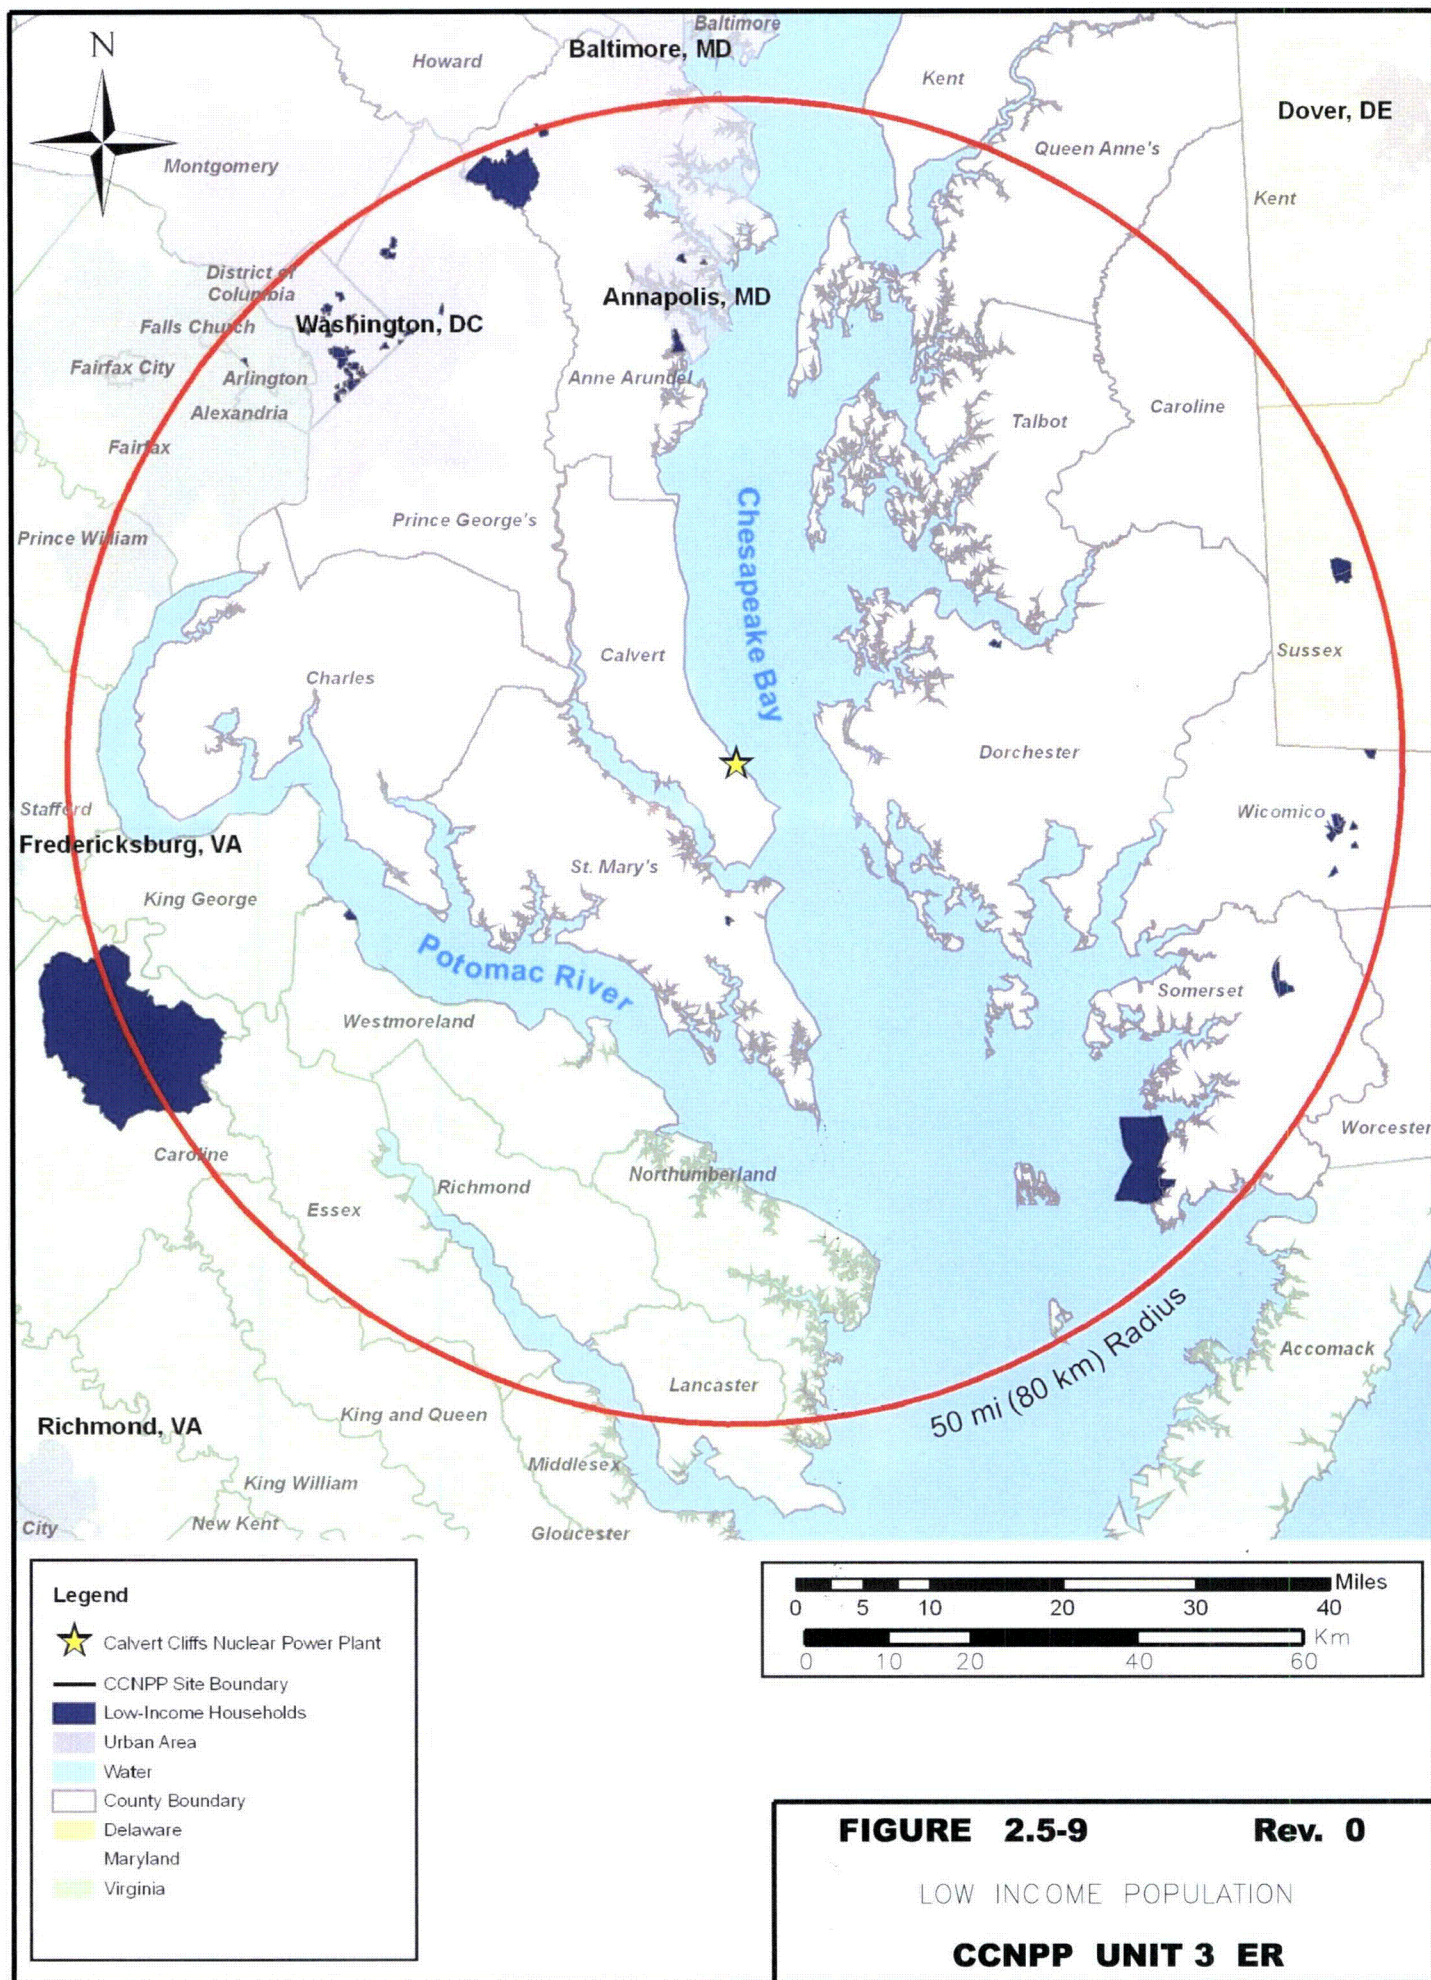 N
Baltimore
Baltimore, MD
Howard
Kent
Dover, DE
Queen Anne's
Montgomery
Kent
District of
Columbia
Annapolis, MD
Falls Church
Washington, DC
Fairfax City
Arlington
Anne Arundel
Alexandria
Caroline
Talbot
Fairfax
Prince George's
Prince William
Chesapeake Bay
Calvert
Sussex
Charles
Dorchester
Stafford
Wicomico
Fredericksburg, VA
St. Mary's
King George
Potomac River
Somerset
Westmoreland
Worcester
Caroline
Northumberland
Richmond
Essex
50 mi (80 km) Radius
Accomack
Lancaster
King and Queen
Richmond, VA
Middlesex
King William
New Kent
City
Gloucester
Legend
Calvert Cliffs Nuclear Power Plant
CCNPP Site Boundary
Low-Income Households
Urban Area
Water
County Boundary
Delaware
Maryland
Virginia
Miles
0 5 10 20 30 40
Km
0 10 20 40 60
FIGURE 2.5-9 Rev. 0
LOW INCOME POPULATION
CCNPP UNIT 3 ER